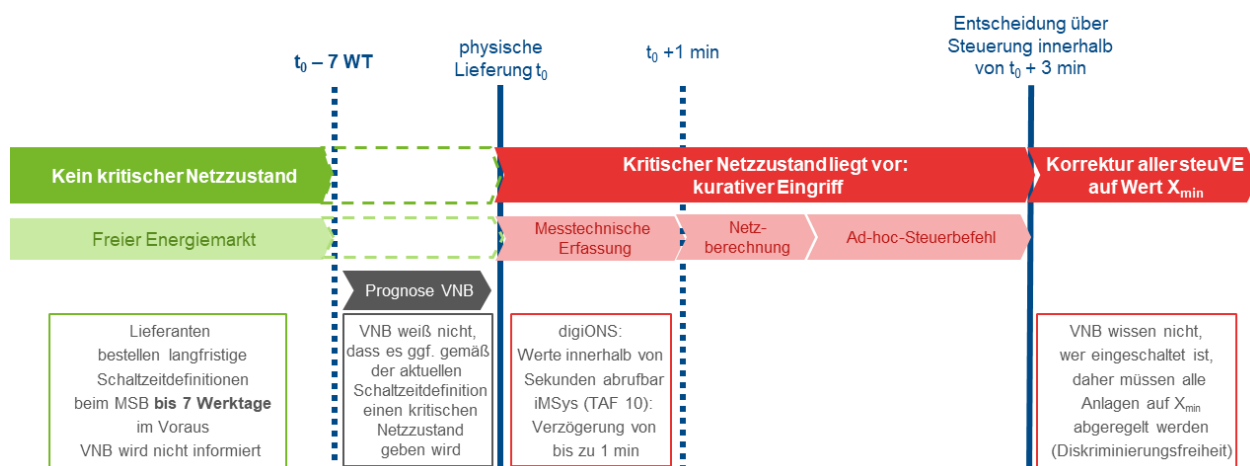 t₀ – 7 WT
physische
Lieferung t₀
t₀ +1 min
Entscheidung über
Steuerung innerhalb
von t₀ + 3 min
Kein kritischer Netzzustand
Kritischer Netzzustand liegt vor:
kurativer Eingriff
Korrektur aller steuVE
auf Wert Xmin
Freier Energiemarkt
Messtechnische
Erfassung
Netz-
berechnung
Ad-hoc-Steuerbefehl
Prognose VNB
Lieferanten
bestellen langfristige
Schaltzeitdefinitionen
beim MSB bis 7 Werktage
im Voraus
VNB wird nicht informiert
VNB weiß nicht,
dass es ggf. gemäß
der aktuellen
Schaltzeitdefinition
einen kritischen
Netzzustand
geben wird
digiONS:
Werte innerhalb von
Sekunden abrufbar
iMSys (TAF 10):
Verzögerung von
bis zu 1 min
VNB wissen nicht,
wer eingeschaltet ist,
daher müssen alle
Anlagen auf Xmin
abgeregelt werden
(Diskriminierungsfreiheit)